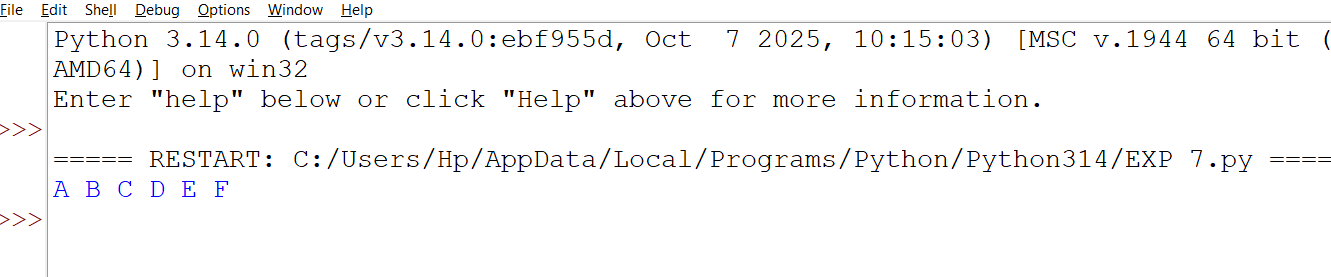 File Edit Shell Debug Options Window Help
Python 3.14.0 (tags/v3.14.0:ebf955d, Oct  7 2025, 10:15:03) [MSC v.1944 64 bit (
AMD64)] on win32
Enter "help" below or click "Help" above for more information.
>>>
===== RESTART: C:/Users/Hp/AppData/Local/Programs/Python/Python314/EXP 7.py ====
A B C D E F
>>>